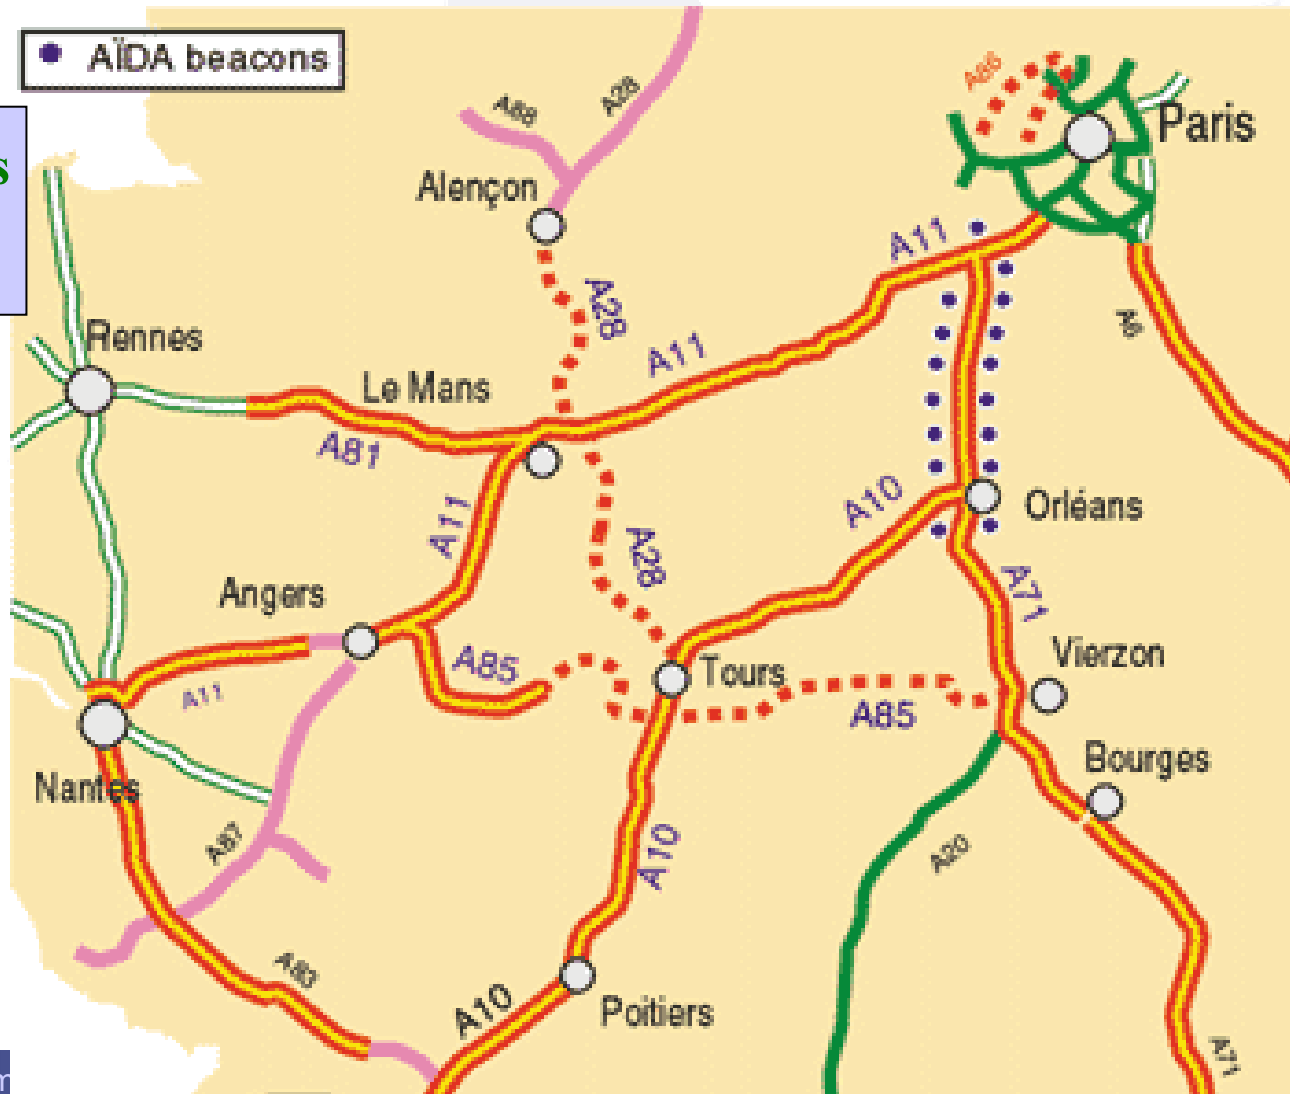 AÏDA beacons
s
A86
Paris
A88
A28
Alençon
A11
A28
Rennes
A11
Le Mans
A81
A10
Orléans
A11
A28
Angers
A71
Vierzon
A85
Tours
A11
A85
Bourges
Nantes
A87
A10
A20
A83
A10
Poitiers
A71
m